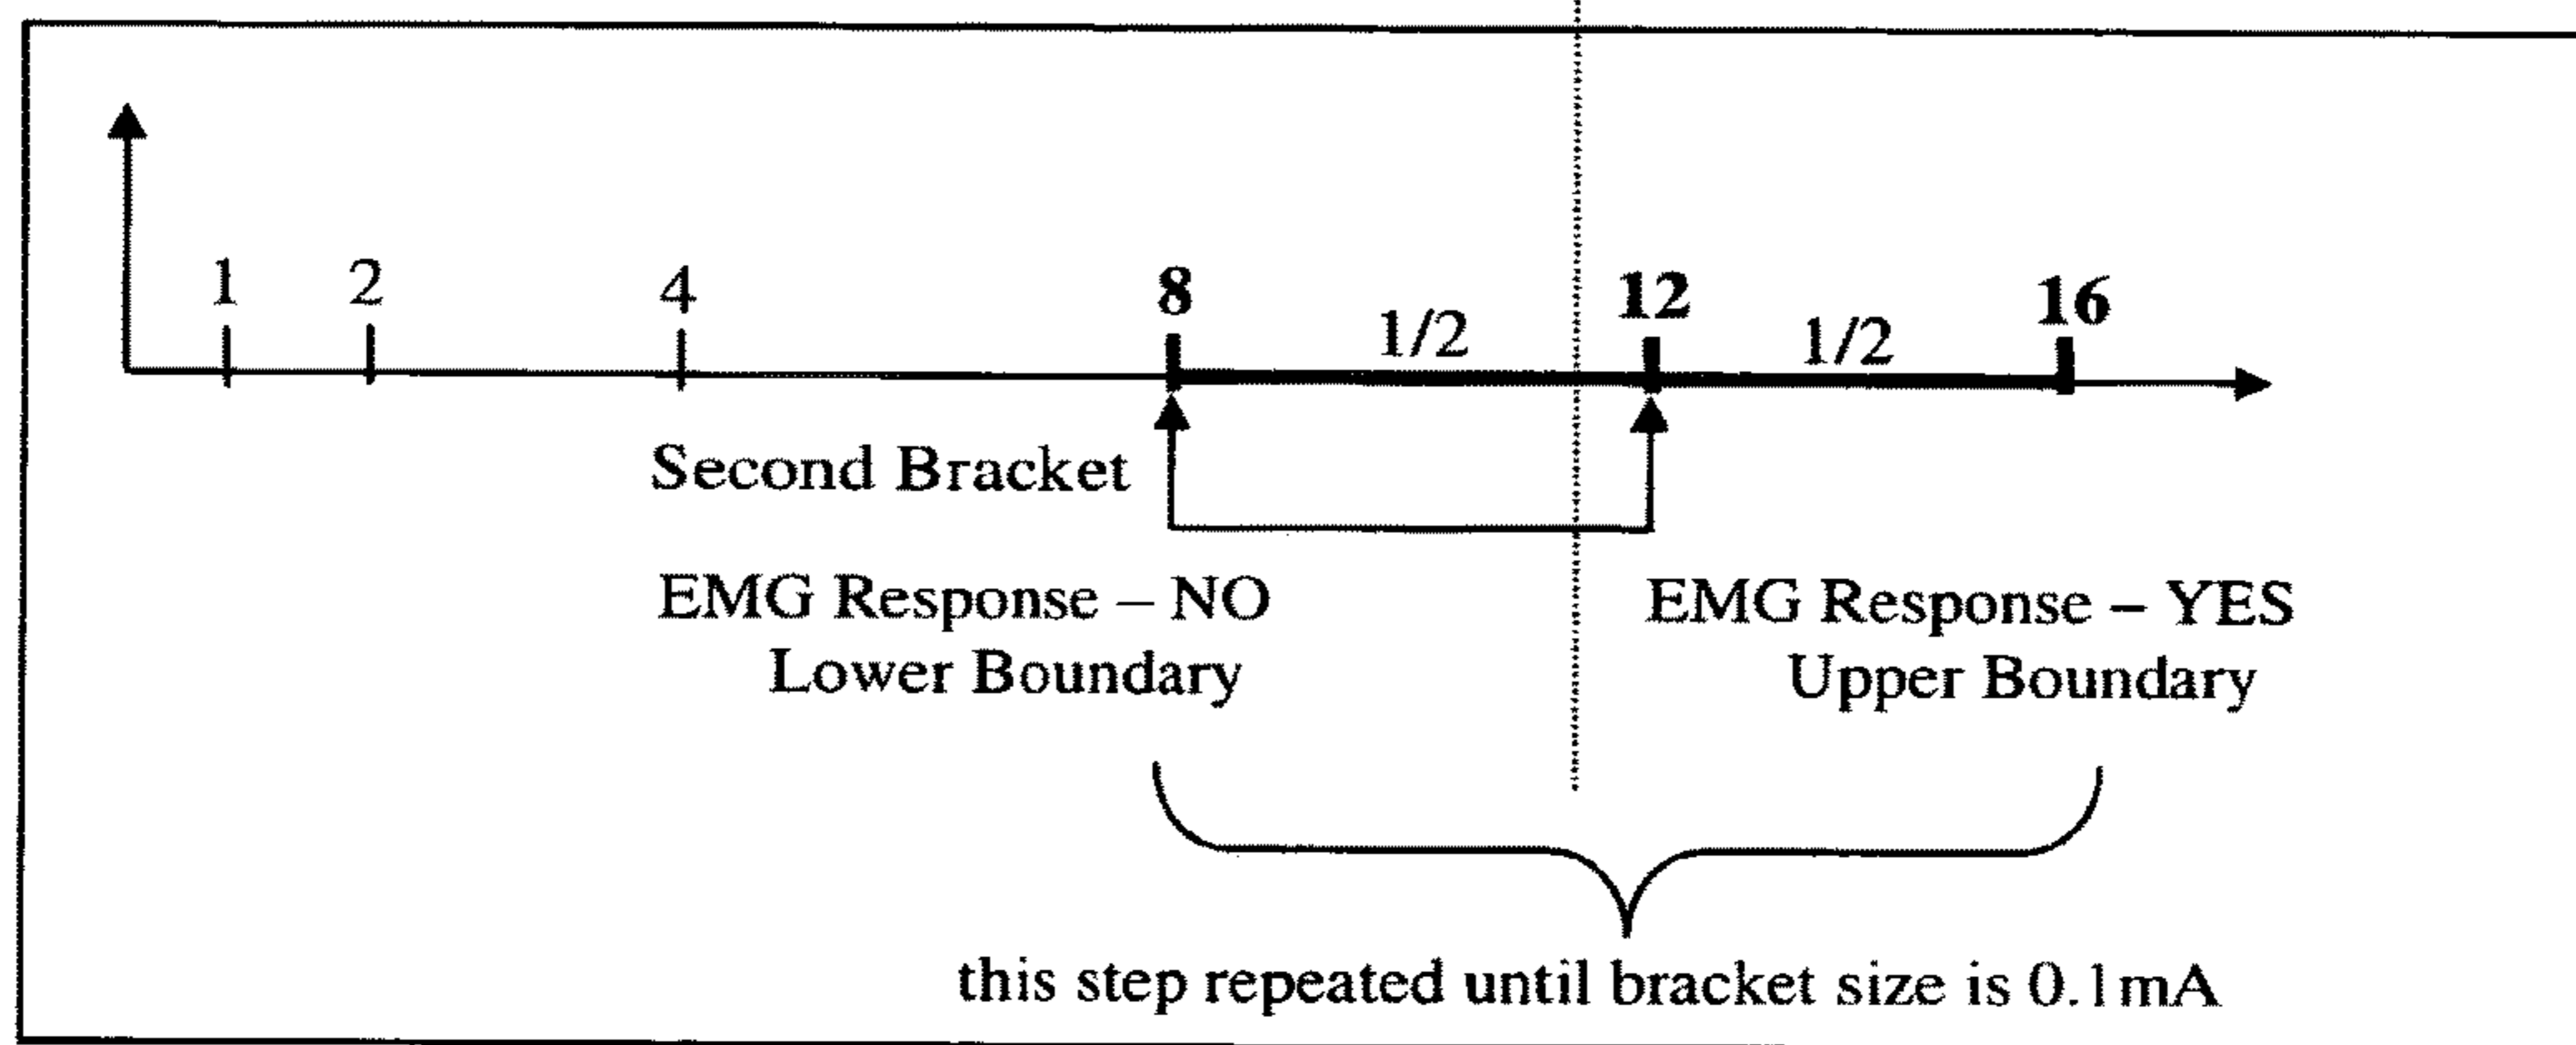 1 2 4 8 1/2 12 1/2 16
Second Bracket
EMG Response – NO
Lower Boundary
EMG Response – YES
Upper Boundary
this step repeated until bracket size is 0.1mA